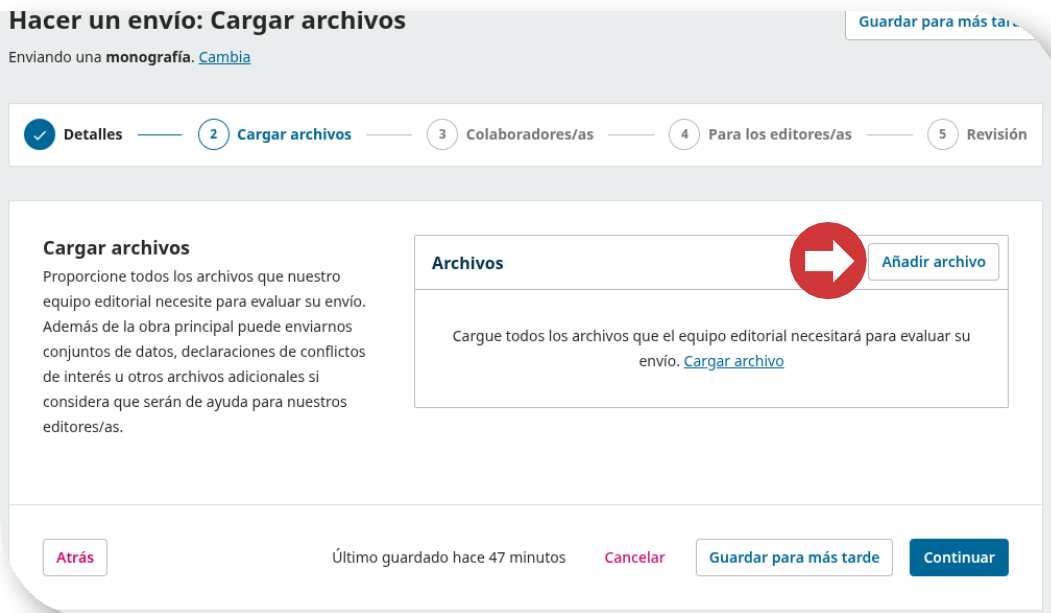 Hacer un envío: Cargar archivos
Guardar para más
Enviando una monografía. Cambia
Detalles
2 Cargar archivos
3 Colaboradores/as
4 Para los editores/as
5 Revisión
Cargar archivos
Proporcione todos los archivos que nuestro
equipo editorial necesite para evaluar su envío.
Además de la obra principal puede enviarnos
conjuntos de datos, declaraciones de conflictos
de interés u otros archivos adicionales si
considera que serán de ayuda para nuestros
editores/as.
Archivos
Añadir archivo
Cargue todos los archivos que el equipo editorial necesitará para evaluar su
envío. Cargar archivo
Atrás
Último guardado hace 47 minutos
Cancelar
Guardar para más tarde
Continuar